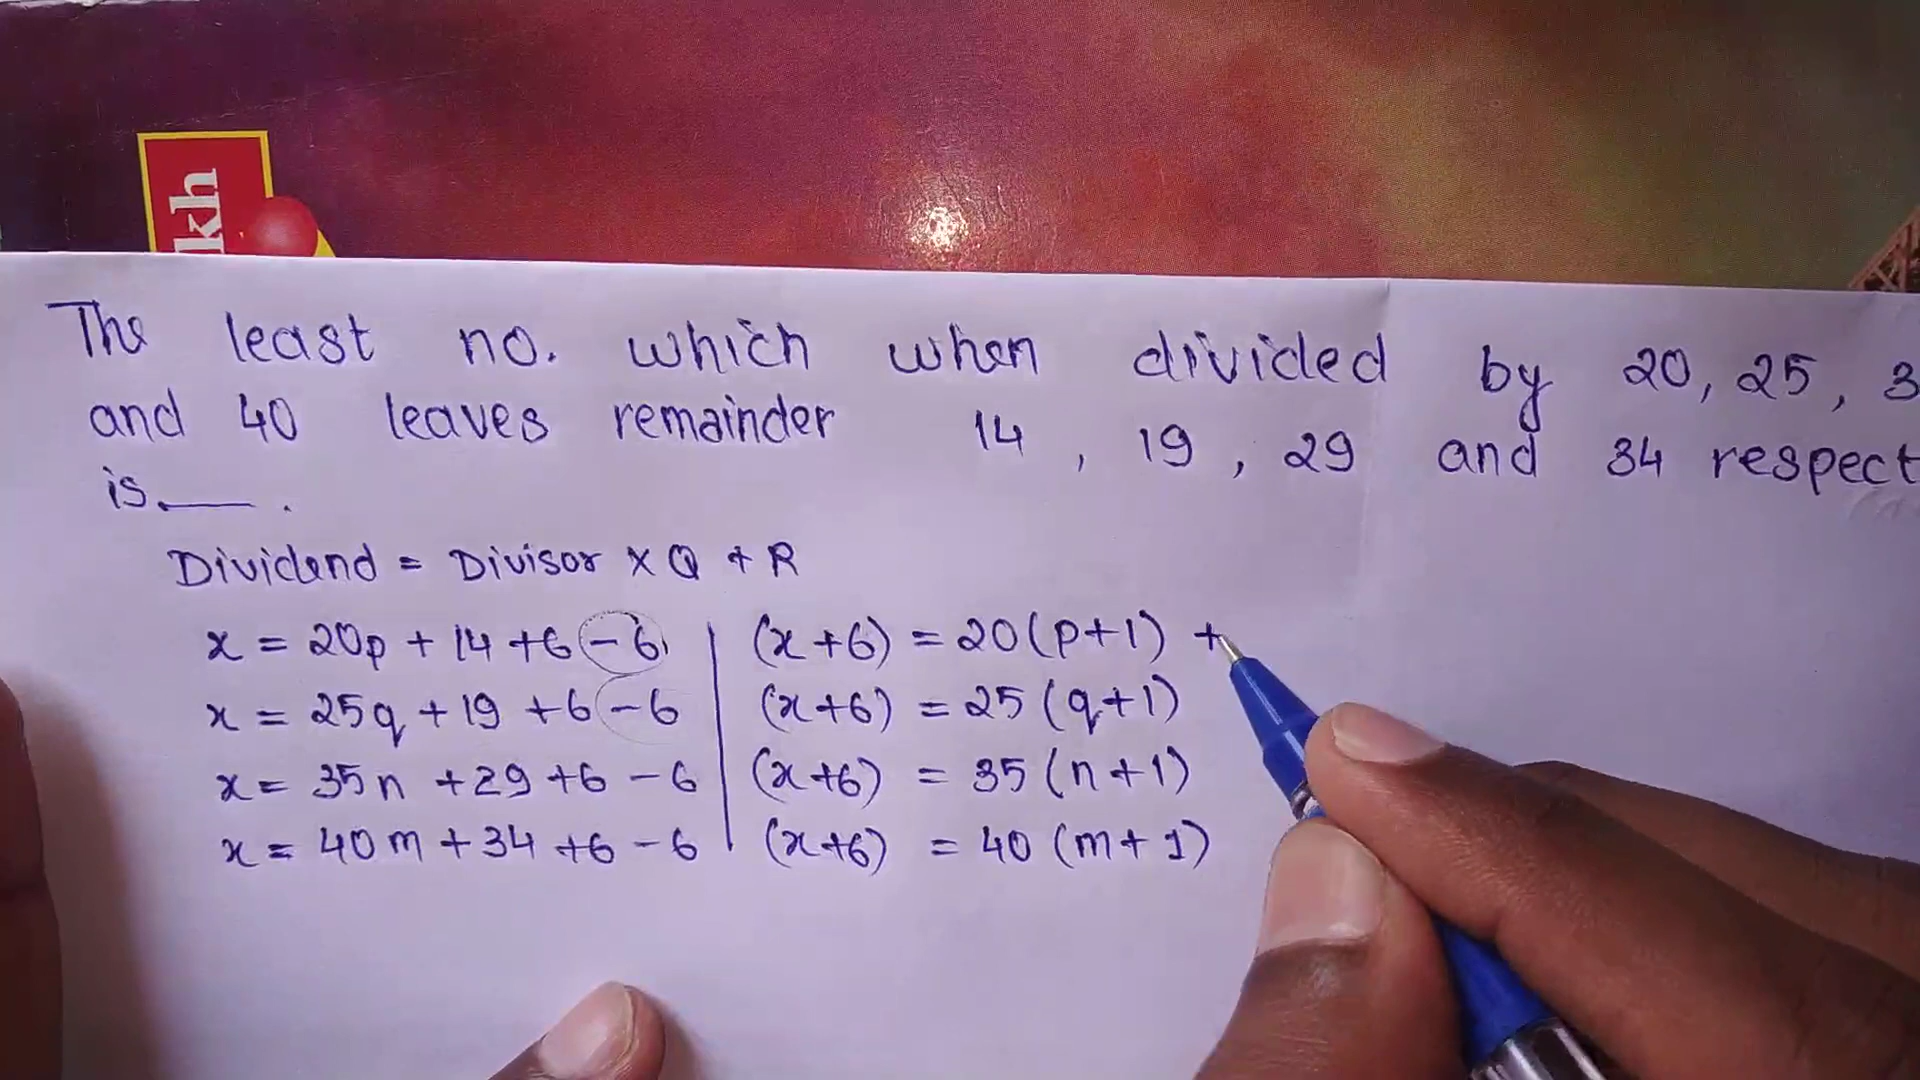 kh
The least no. which when divided by 20, 25, 3
and 40 leaves remainder 14, 19, 29 and 34 respect
is ___.
Dividend = Divisor x Q + R
x = 20p + 14 + 6 - 6 | (x+6) = 20(p+1) +
x = 25q + 19 + 6 - 6 | (x+6) = 25(q+1)
x = 35n + 29 + 6 - 6 | (x+6) = 35(n+1)
x = 40m + 34 + 6 - 6 | (x+6) = 40(m+1)